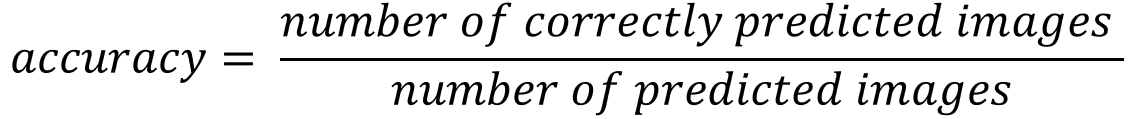 accuracy = number of correctly predicted images
number of predicted images